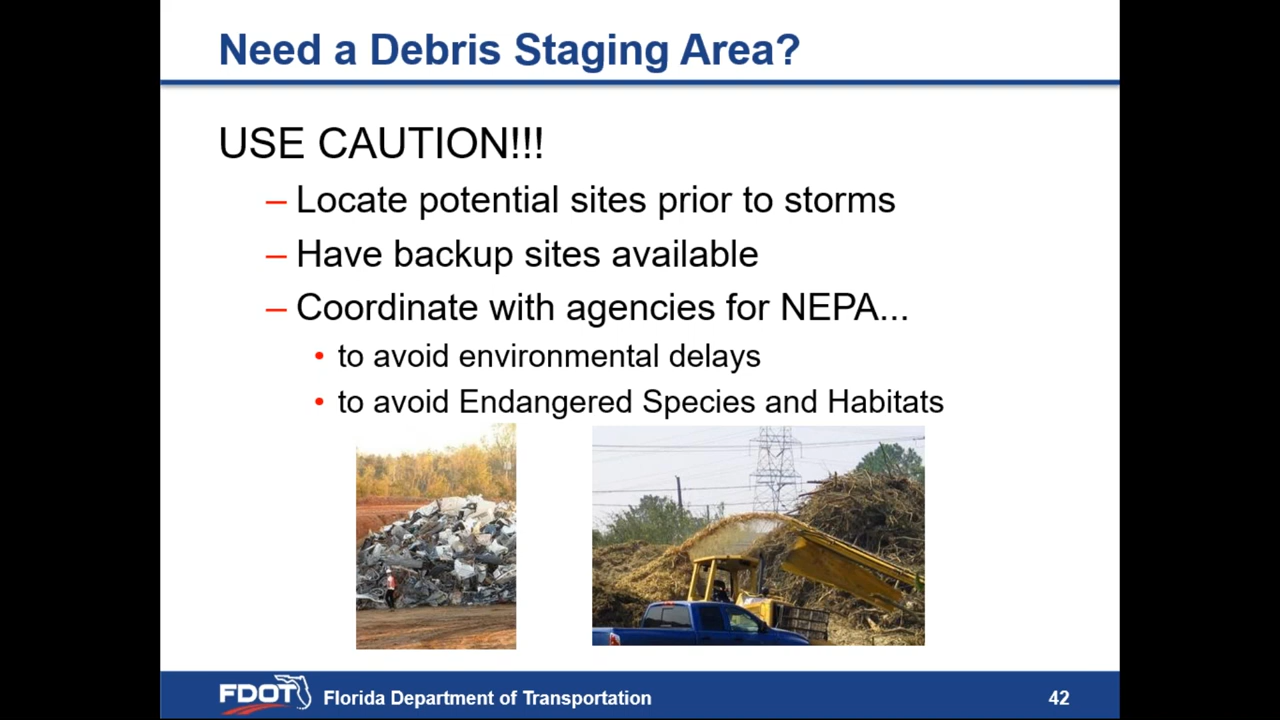 Need a Debris Staging Area?
USE CAUTION!!!
– Locate potential sites prior to storms
– Have backup sites available
– Coordinate with agencies for NEPA...
• to avoid environmental delays
• to avoid Endangered Species and Habitats
FDOT Florida Department of Transportation 42